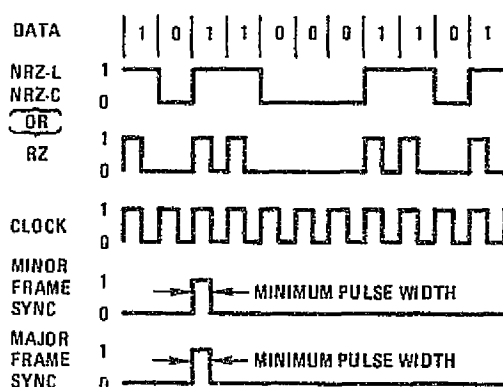 DATA 1 0 1 1 0 0 0 1 1 0 1
NRZ-L 1
NRZ-C 0
OR
RZ 1
0
CLOCK 1
0
MINOR
FRAME 1 MINIMUM PULSE WIDTH
SYNC 0
MAJOR
FRAME 1 MINIMUM PULSE WIDTH
SYNC 0